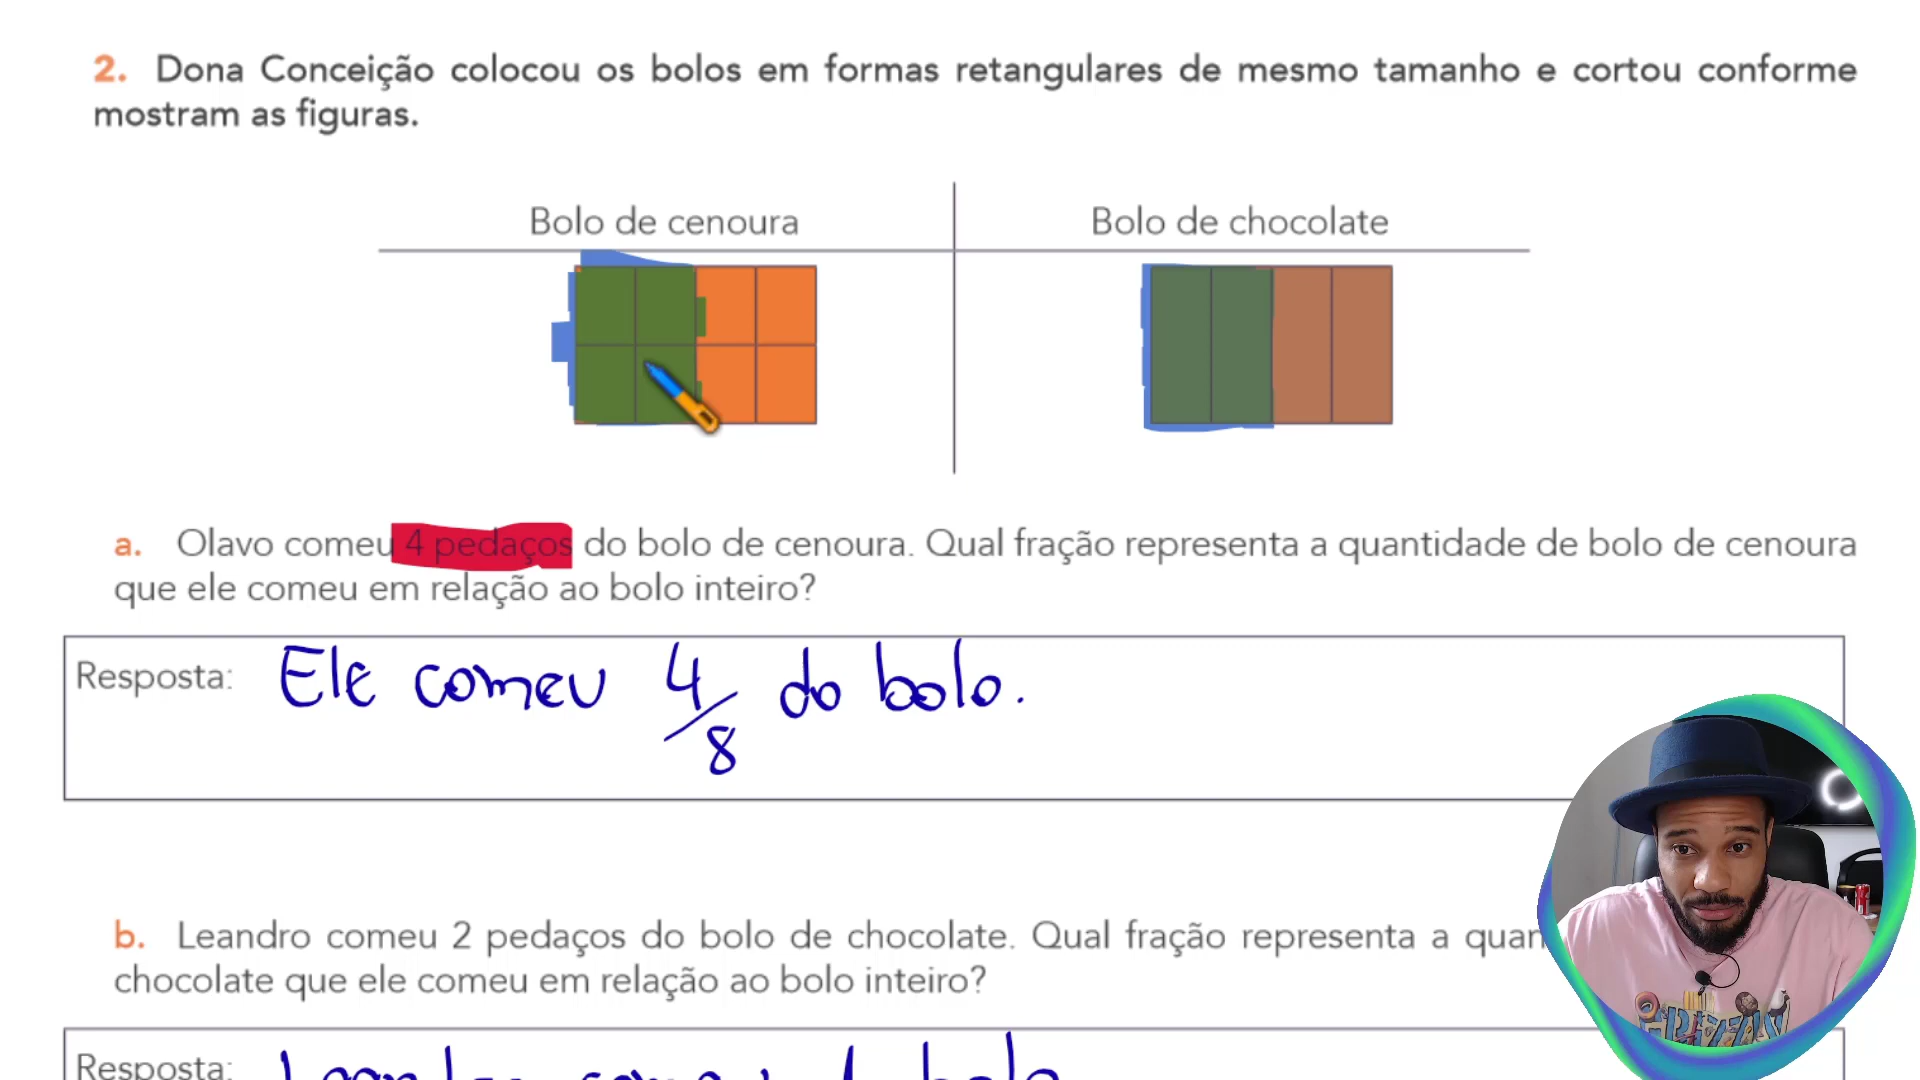 2. Dona Conceição colocou os bolos em formas retangulares de mesmo tamanho e cortou conforme
mostram as figuras.
Bolo de cenoura
Bolo de chocolate
a. Olavo comeu 4 pedaços do bolo de cenoura. Qual fração representa a quantidade de bolo de cenoura
que ele comeu em relação ao bolo inteiro?
Resposta: Ele comeu 4/8 do bolo.
b. Leandro comeu 2 pedaços do bolo de chocolate. Qual fração representa a quan
chocolate que ele comeu em relação ao bolo inteiro?
Resposta: